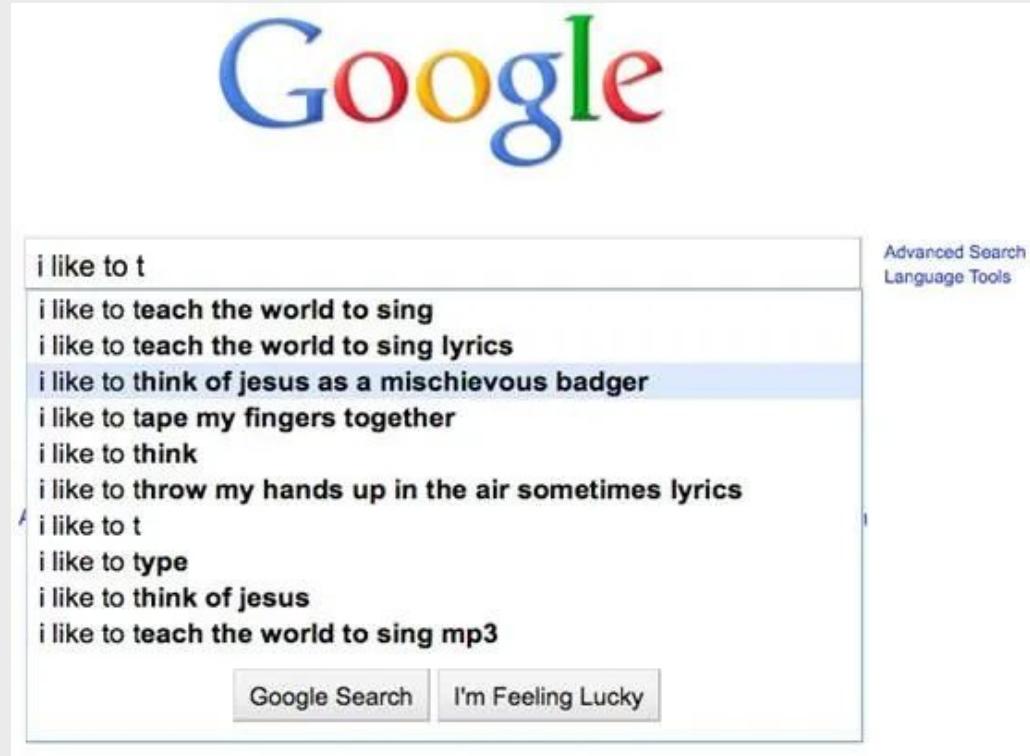 Google
i like to t
Advanced Search
Language Tools
i like to teach the world to sing
i like to teach the world to sing lyrics
i like to think of jesus as a mischievous badger
i like to tape my fingers together
i like to think
i like to throw my hands up in the air sometimes lyrics
i like to t
i like to type
i like to think of jesus
i like to teach the world to sing mp3
Google Search
I'm Feeling Lucky